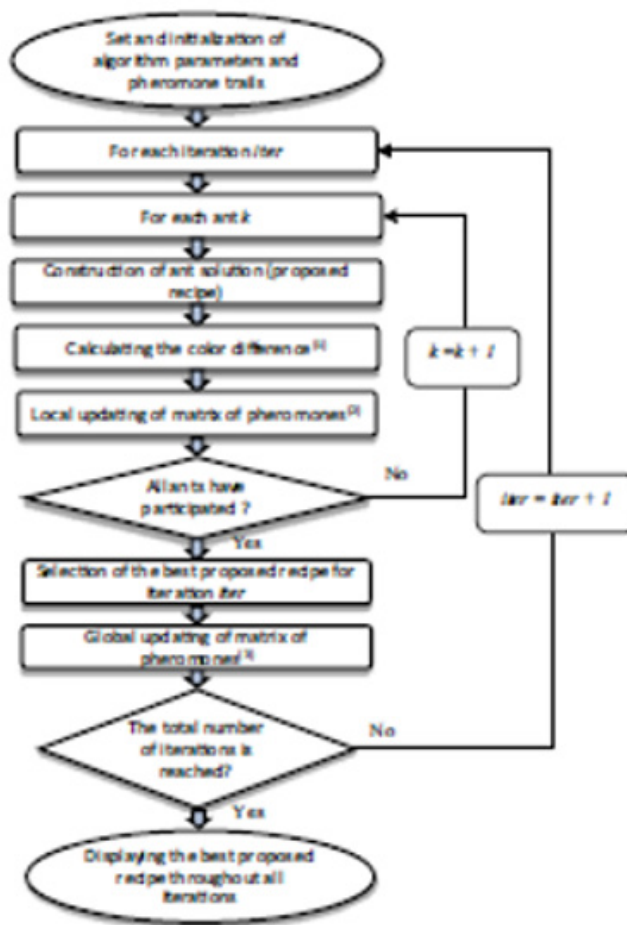 Set and initialization of
algorithm parameters and
pheromone trails
For each iteration iter
For each ant k
Construction of ant solution (proposed
recipe)
Calculating the color difference(1)
k = k + 1
Local updating of matrix of pheromones(2)
All ants have
participated ?
No
iter = iter + 1
Yes
Selection of the best proposed recipe for
iteration iter
Global updating of matrix of
pheromones(3)
The total number
of iterations is
reached?
No
Yes
Displaying the best proposed
recipe throughout all
iterations